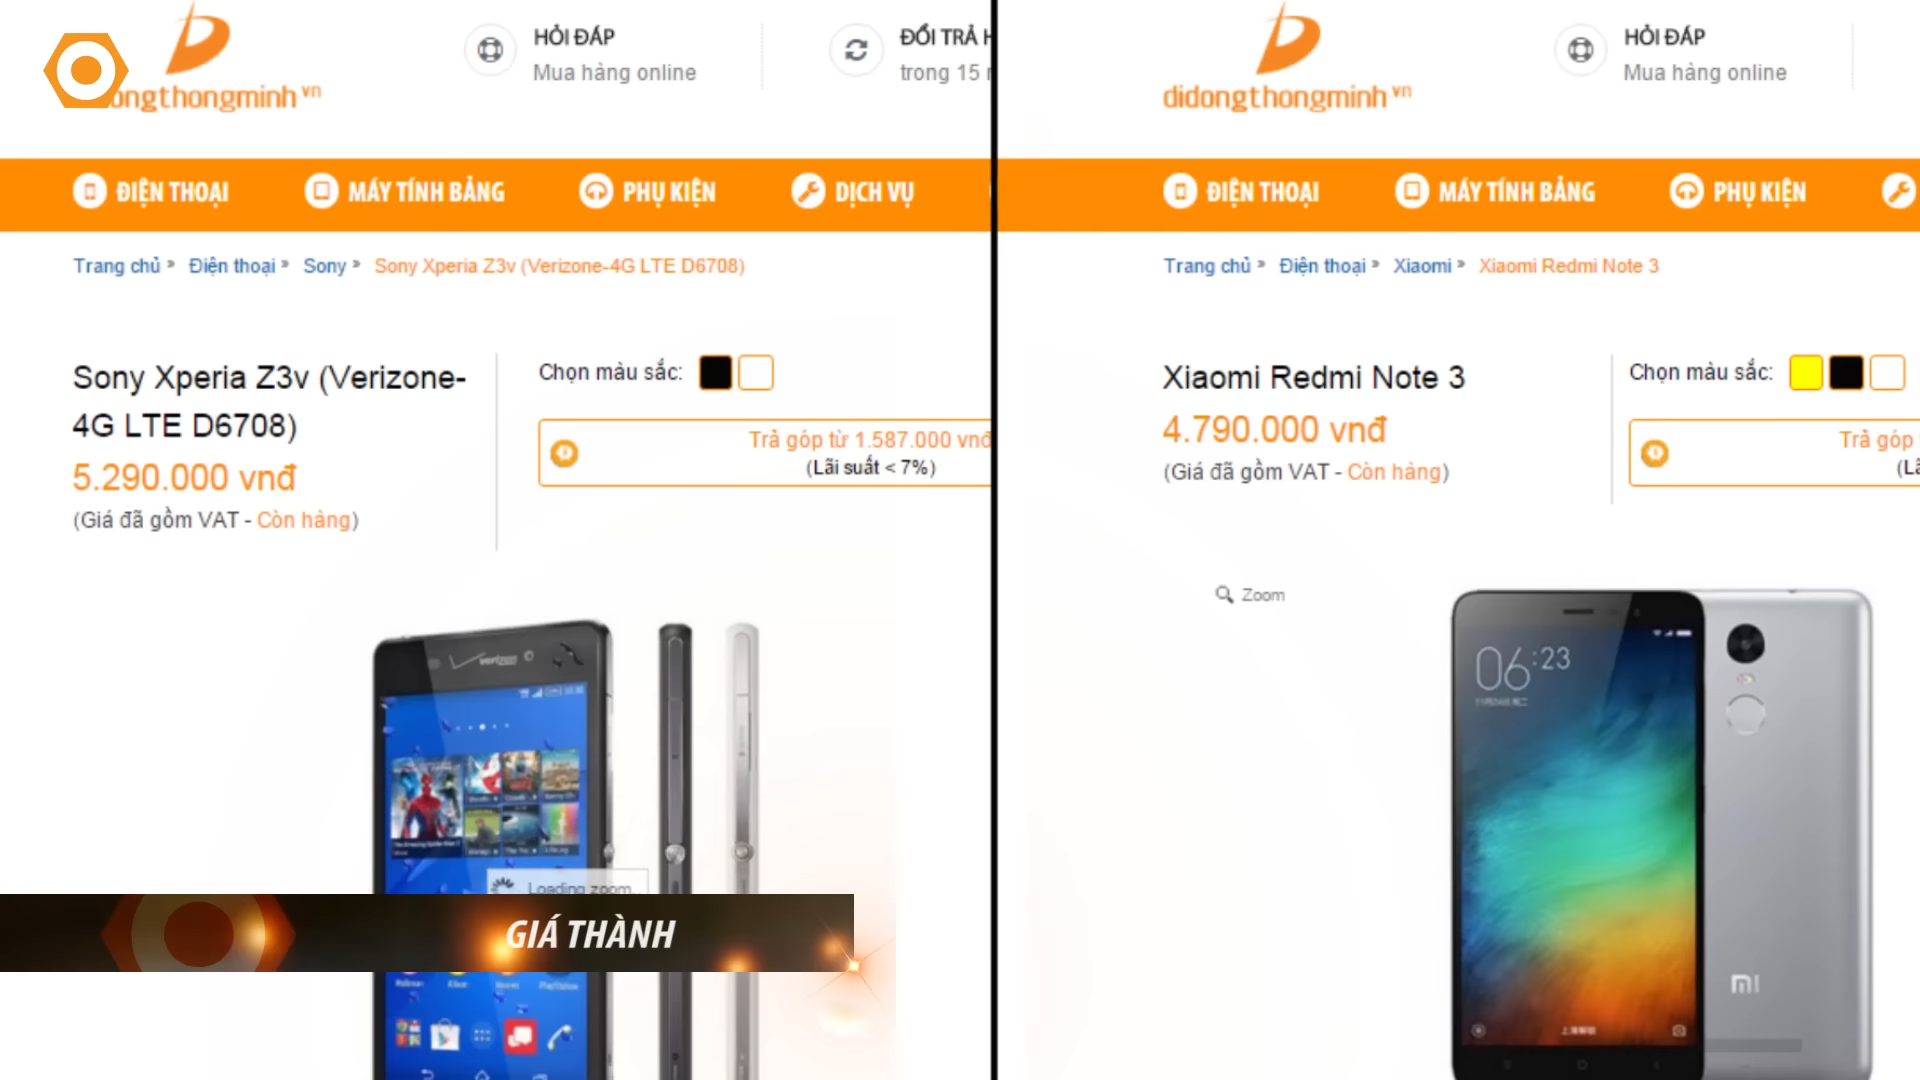 HỎI ĐÁP
Mua hàng online
ĐỔI TRẢ H
trong 15
ongthongminh vn
ĐIỆN THOẠI
MÁY TÍNH BẢNG
PHỤ KIỆN
DỊCH VỤ
Trang chủ » Điện thoại » Sony » Sony Xperia Z3v (Verizone-4G LTE D6708)
Sony Xperia Z3v (Verizone-
4G LTE D6708)
5.290.000 vnđ
(Giá đã gồm VAT - Còn hàng)
Chọn màu sắc:
Trả góp từ 1.587.000 vnđ
(Lãi suất < 7%)
verizon
Loading zoom..
GIÁ THÀNH
HỎI ĐÁP
Mua hàng online
didongthongminh vn
ĐIỆN THOẠI
MÁY TÍNH BẢNG
PHỤ KIỆN
Trang chủ » Điện thoại » Xiaomi » Xiaomi Redmi Note 3
Xiaomi Redmi Note 3
4.790.000 vnđ
(Giá đã gồm VAT - Còn hàng)
Chọn màu sắc:
Trả góp
(Lã
Zoom
06:23
mi